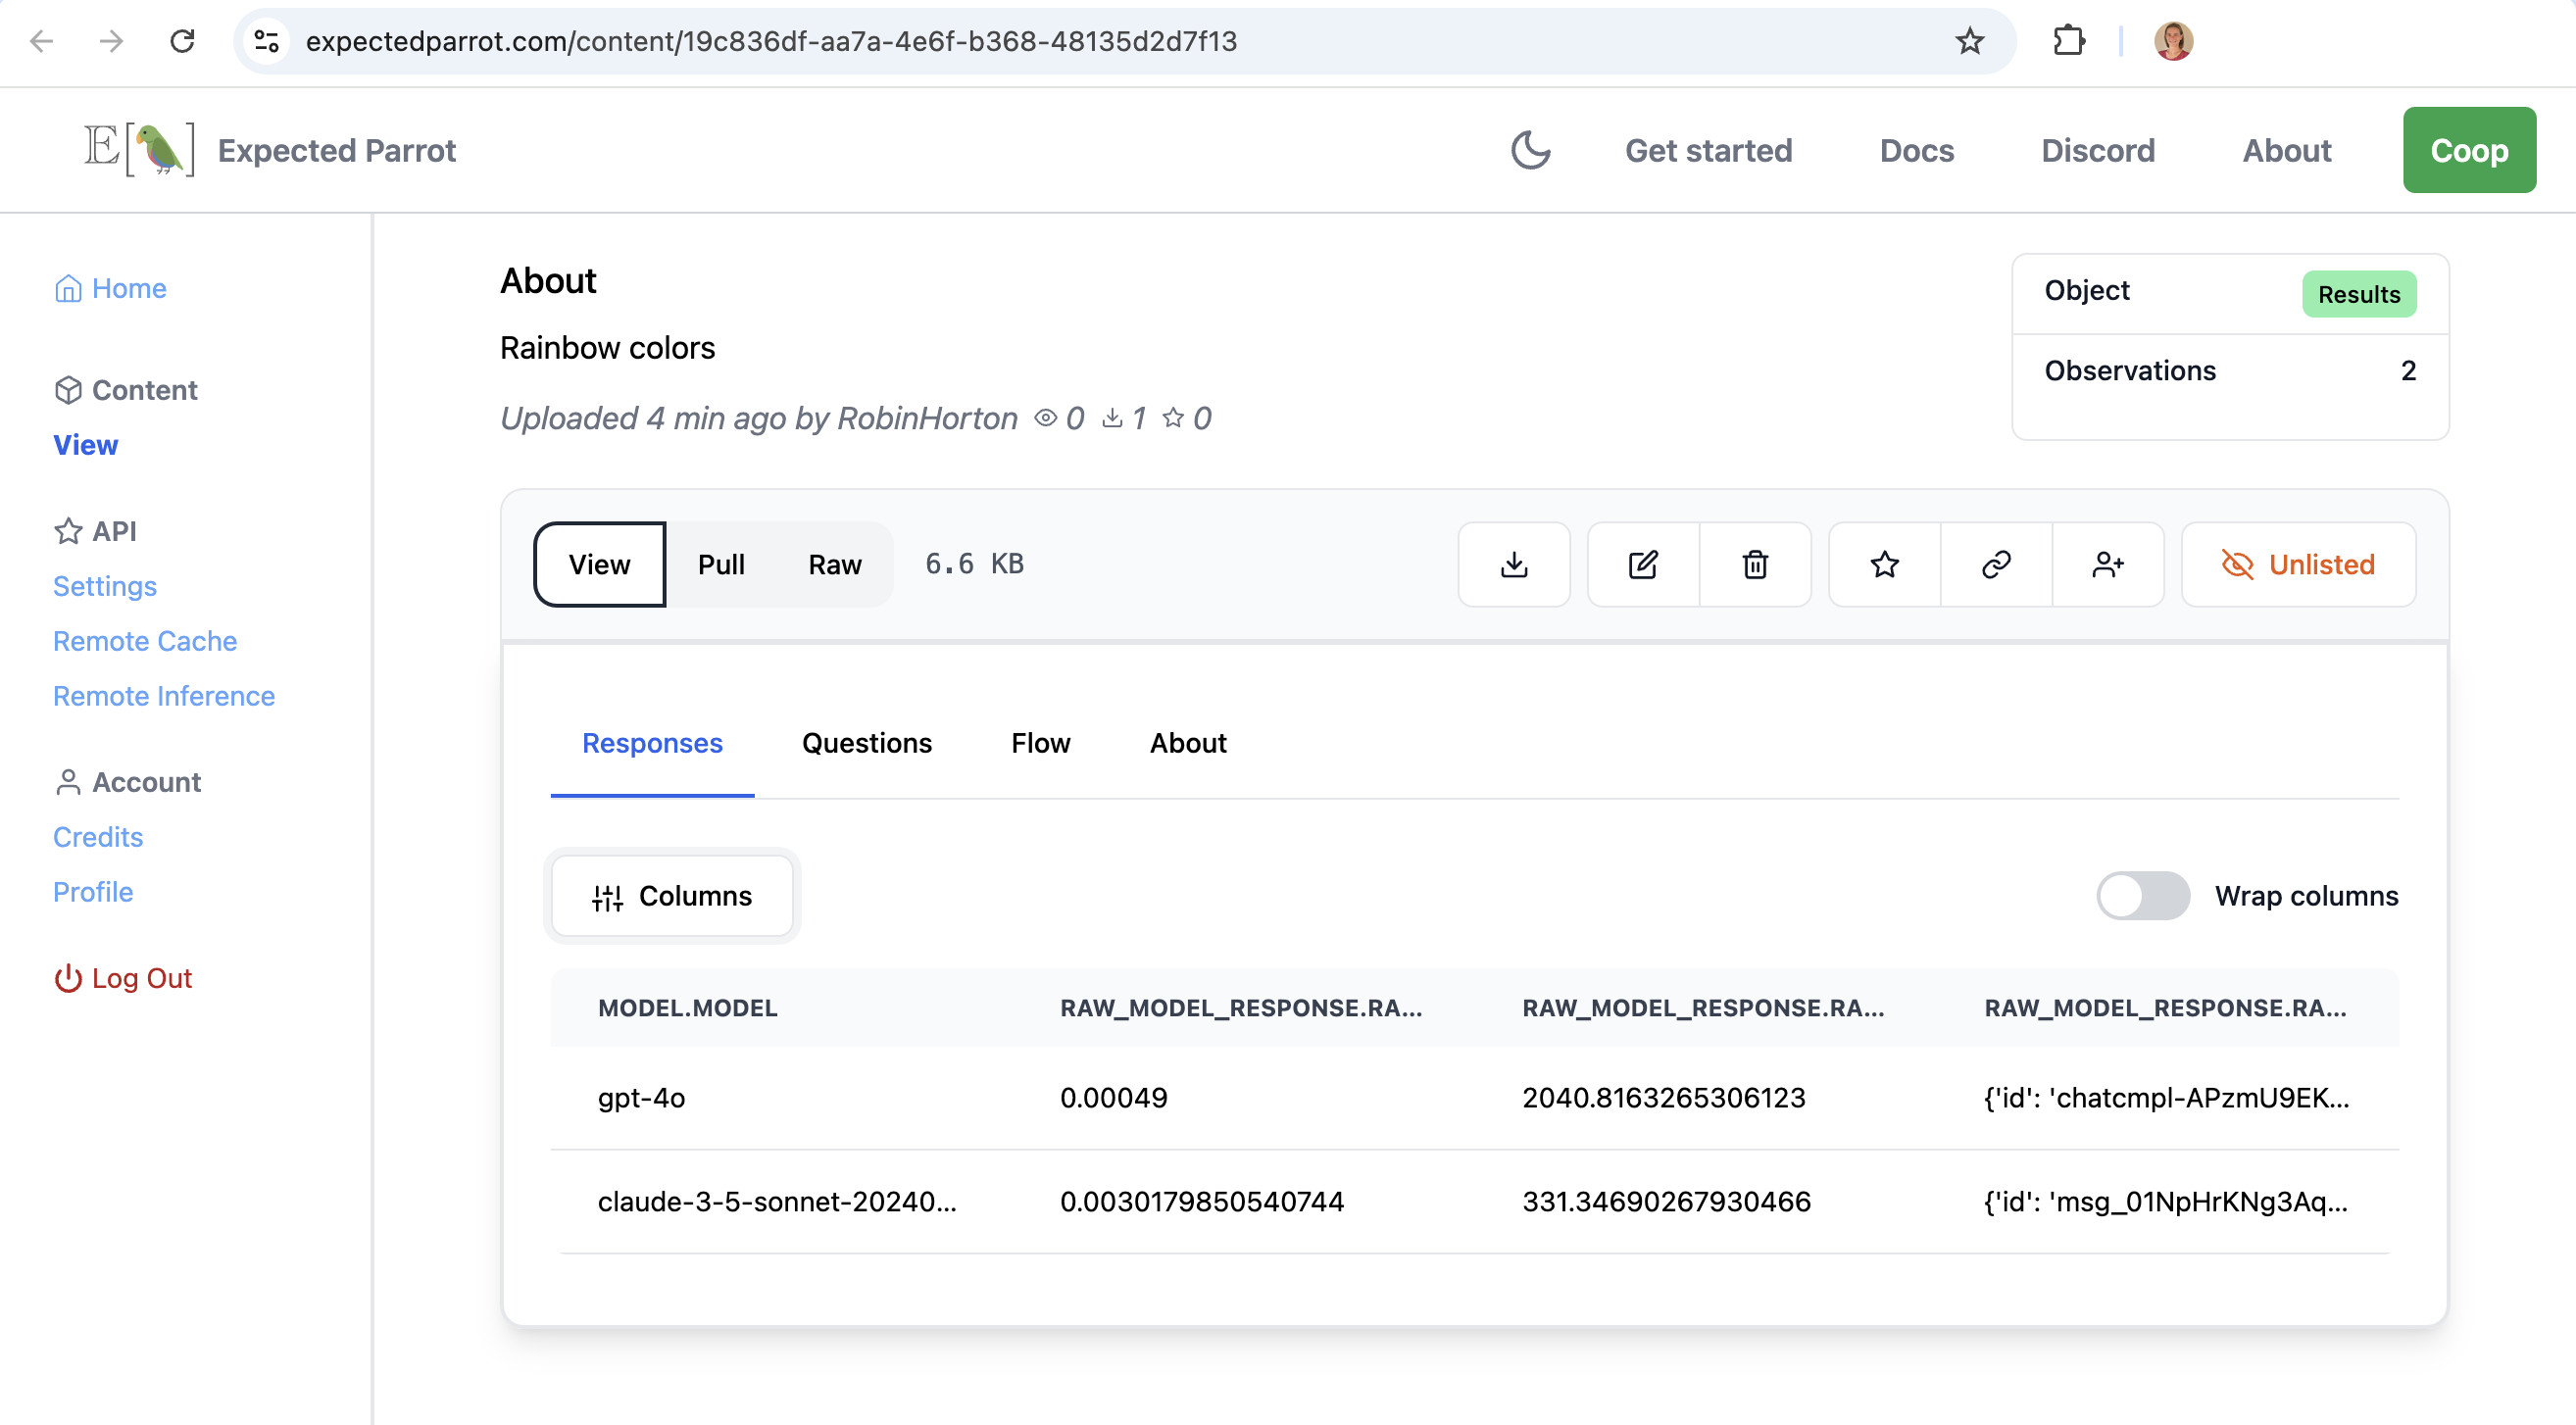 expectedparrot.com/content/19c836df-aa7a-4e6f-b368-48135d2d7f13
E[ ] Expected Parrot
Get started
Docs
Discord
About
Coop
Home
Content
View
API
Settings
Remote Cache
Remote Inference
Account
Credits
Profile
Log Out
About
Rainbow colors
Uploaded 4 min ago by RobinHorton 0 1 0
Object Results
Observations 2
View Pull Raw 6.6 KB
Unlisted
Responses Questions Flow About
Columns
Wrap columns
MODEL.MODEL RAW_MODEL_RESPONSE.RA... RAW_MODEL_RESPONSE.RA... RAW_MODEL_RESPONSE.RA...
gpt-4o 0.00049 2040.8163265306123 {'id': 'chatcmpl-APzmU9EK...
claude-3-5-sonnet-20240... 0.0030179850540744 331.34690267930466 {'id': 'msg_01NpHrKNg3Aq...